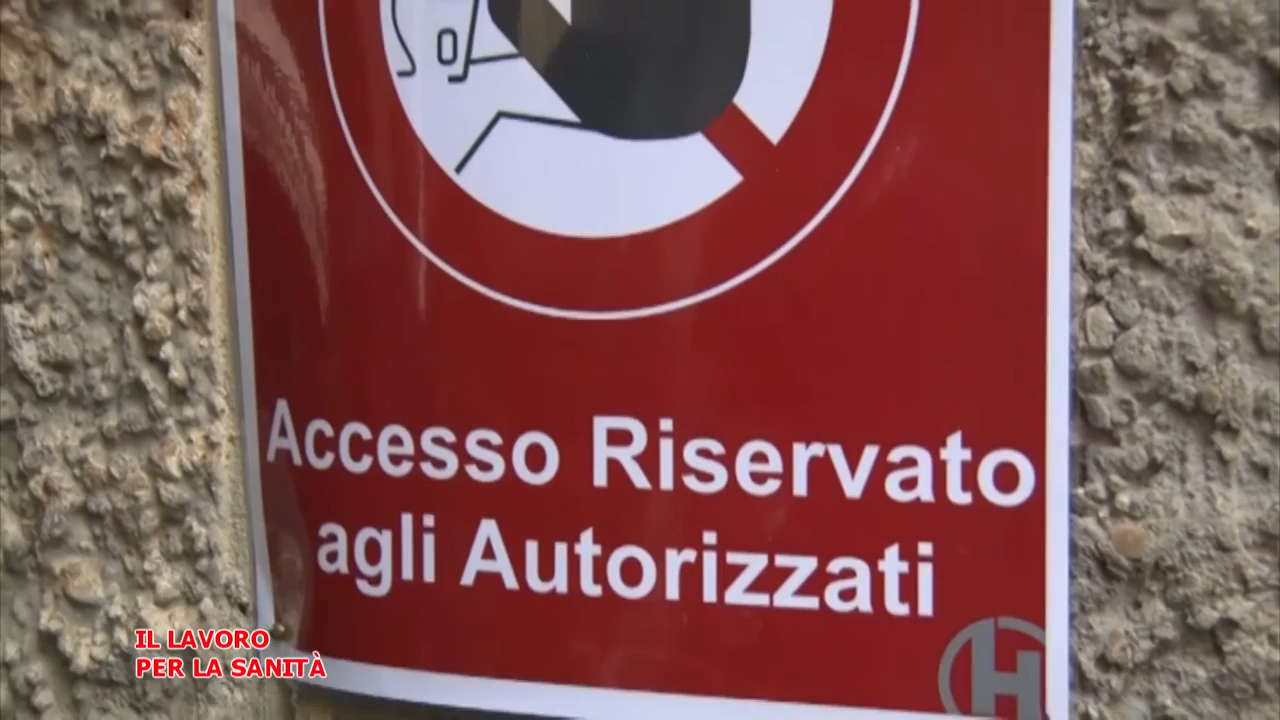 Accesso Riservato
agli Autorizzati
H
IL LAVORO
PER LA SANITÀ